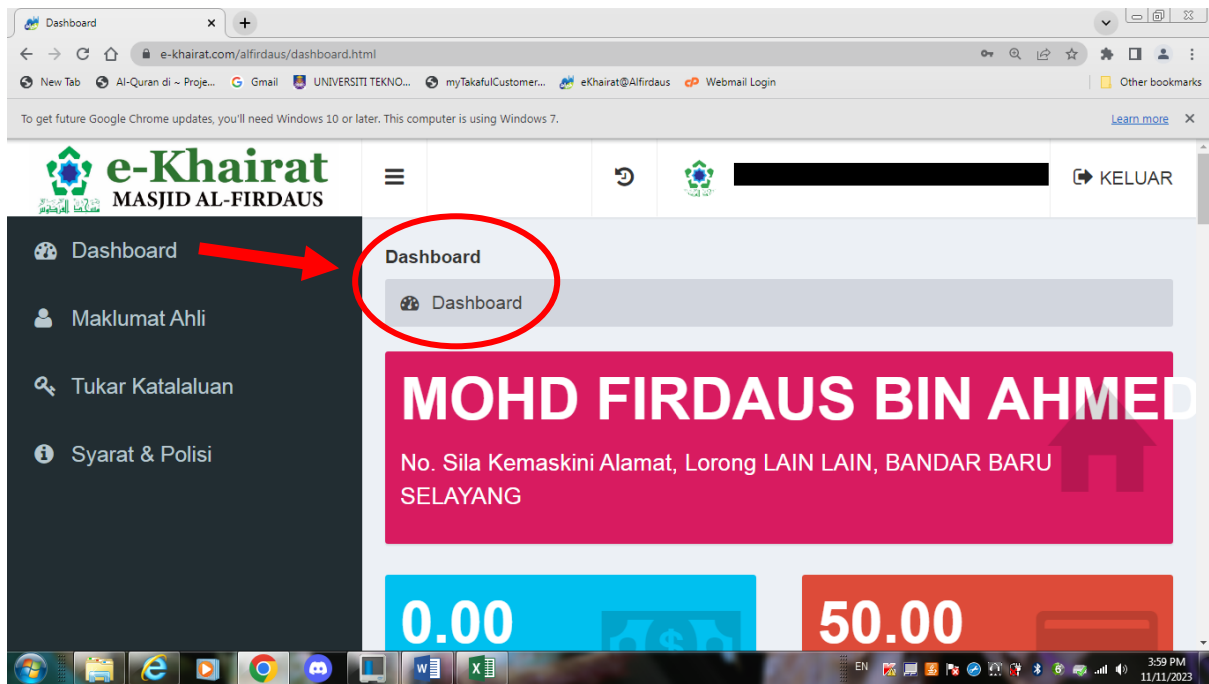 Dashboard
e-khairat.com/alfirdaus/dashboard.html
New Tab Al-Quran di ~ Proje... Gmail UNIVERSITI TEKNO... myTakafulCustomer... eKhairat@Alfirdaus Webmail Login Other bookmarks
To get future Google Chrome updates, you'll need Windows 10 or later. This computer is using Windows 7. Learn more
e-Khairat
MASJID AL-FIRDAUS
KELUAR
Dashboard
Maklumat Ahli
Tukar Katalaluan
Syarat & Polisi
Dashboard
Dashboard
MOHD FIRDAUS BIN AHMED
No. Sila Kemaskini Alamat, Lorong LAIN LAIN, BANDAR BARU
SELAYANG
0.00 50.00
EN 3:59 PM
11/11/2023